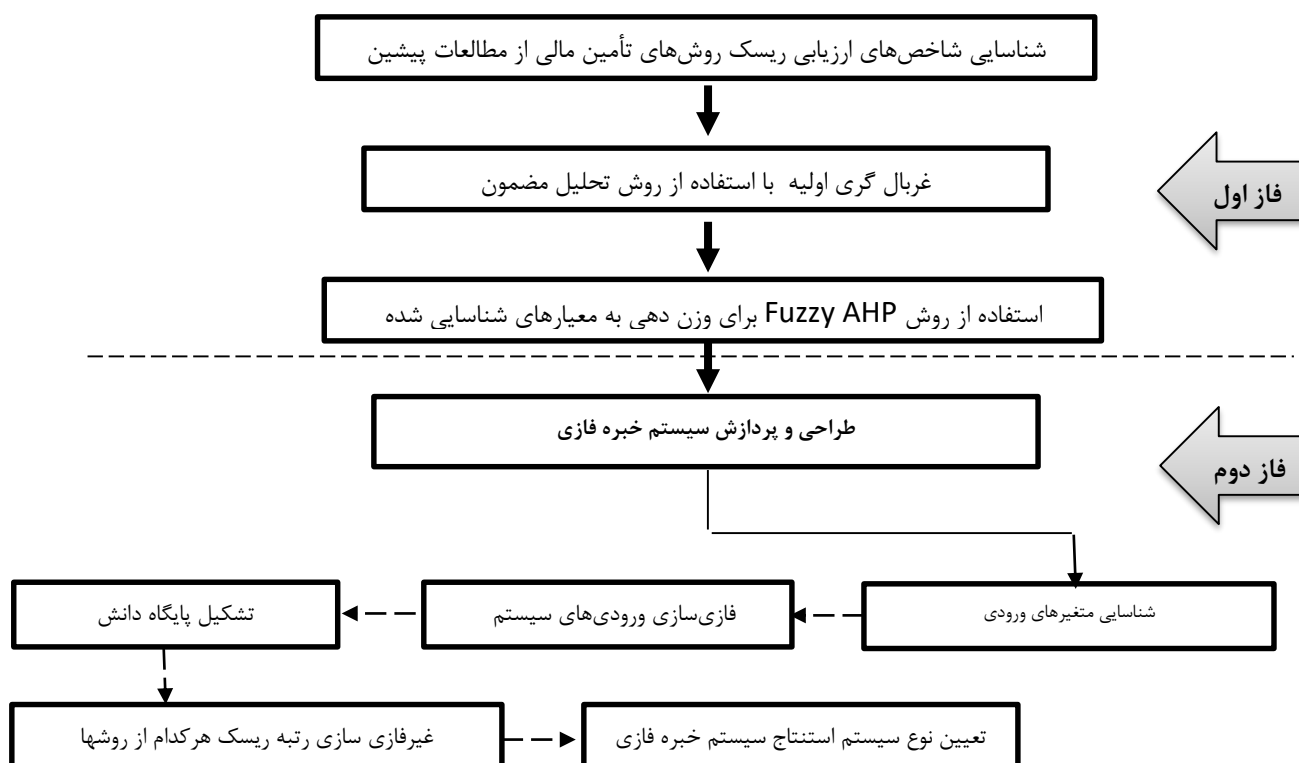 شناسایی شاخص‌های ارزیابی ریسک روش‌های تأمین مالی از مطالعات پیشین
غربال گری اولیه با استفاده از روش تحلیل مضمون
فاز اول
استفاده از روش Fuzzy AHP برای وزن دهی به معیارهای شناسایی شده
طراحی و پردازش سیستم خبره فازی
فاز دوم
شناسایی متغیرهای ورودی
فازی‌سازی ورودی‌های سیستم
تشکیل پایگاه دانش
غیرفازی سازی رتبه ریسک هرکدام از روشها
تعیین نوع سیستم استنتاج سیستم خبره فازی